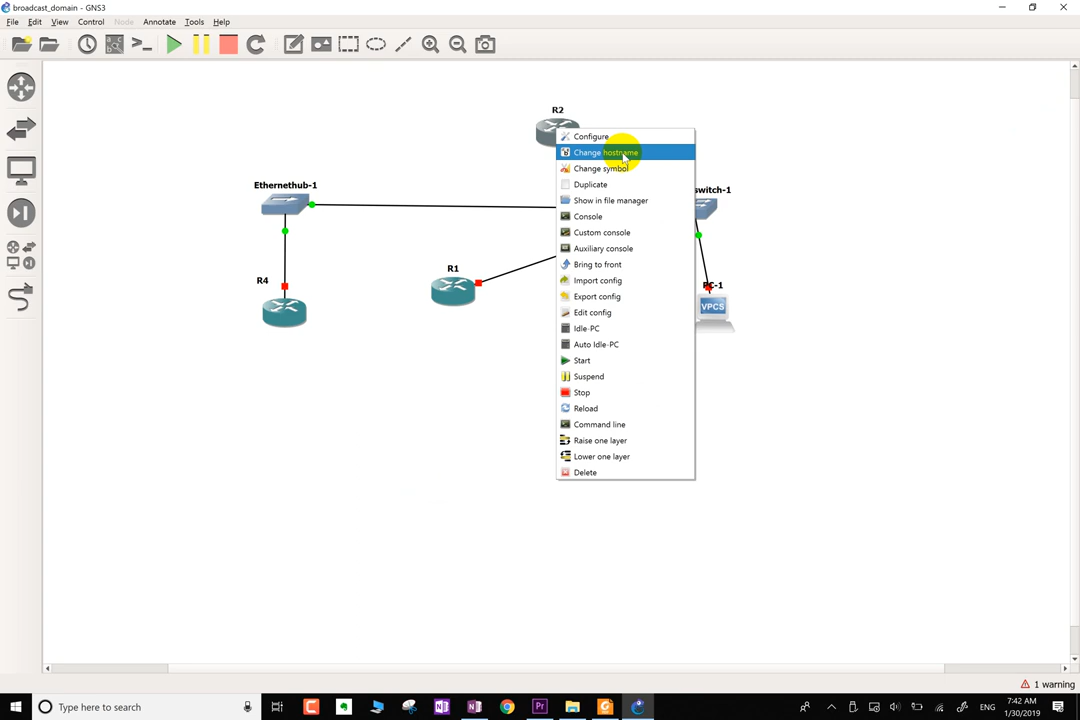 broadcast_domain - GNS3
File Edit View Control Node Annotate Tools Help
R2
Configure
Change hostname
Change symbol
Duplicate
Show in file manager
Console
Custom console
Auxiliary console
Bring to front
Import config
Export config
Edit config
Idle-PC
Auto Idle-PC
Start
Suspend
Stop
Reload
Command line
Raise one layer
Lower one layer
Delete
Ethernethub-1
switch-1
R4
R1
PC-1
VPCS
1 warning
Type here to search
Pr
ENG
7:42 AM
1/30/2019